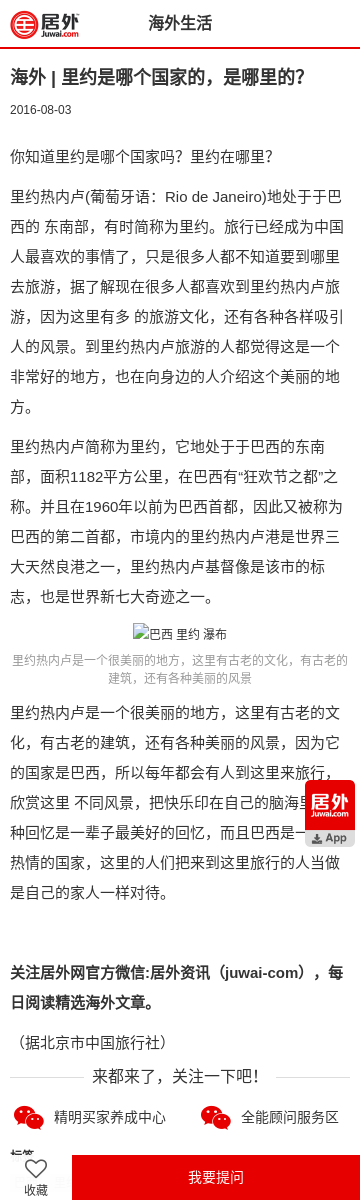 居外
Juwai.com
海外生活
海外 | 里约是哪个国家的，是哪里的？
2016-08-03
你知道里约是哪个国家吗？里约在哪里？
里约热内卢(葡萄牙语：Rio de Janeiro)地处于于巴
西的 东南部，有时简称为里约。旅行已经成为中国
人最喜欢的事情了，只是很多人都不知道要到哪里
去旅游，据了解现在很多人都喜欢到里约热内卢旅
游，因为这里有多 的旅游文化，还有各种各样吸引
人的风景。到里约热内卢旅游的人都觉得这是一个
非常好的地方，也在向身边的人介绍这个美丽的地
方。
里约热内卢简称为里约，它地处于于巴西的东南
部，面积1182平方公里，在巴西有“狂欢节之都”之
称。并且在1960年以前为巴西首都，因此又被称为
巴西的第二首都，市境内的里约热内卢港是世界三
大天然良港之一，里约热内卢基督像是该市的标
志，也是世界新七大奇迹之一。
巴西 里约 瀑布
里约热内卢是一个很美丽的地方，这里有古老的文化，有古老的
建筑，还有各种美丽的风景
里约热内卢是一个很美丽的地方，这里有古老的文
化，有古老的建筑，还有各种美丽的风景，因为它
的国家是巴西，所以每年都会有人到这里来旅行，
欣赏这里 不同风景，把快乐印在自己的脑海里
种回忆是一辈子最美好的回忆，而且巴西是一
热情的国家，这里的人们把来到这里旅行的人当做
是自己的家人一样对待。
居外
Juwai.com
App
关注居外网官方微信:居外资讯（juwai-com），每
日阅读精选海外文章。
（据北京市中国旅行社）
来都来了，关注一下吧！
精明买家养成中心 全能顾问服务区
标签
收藏
我要提问